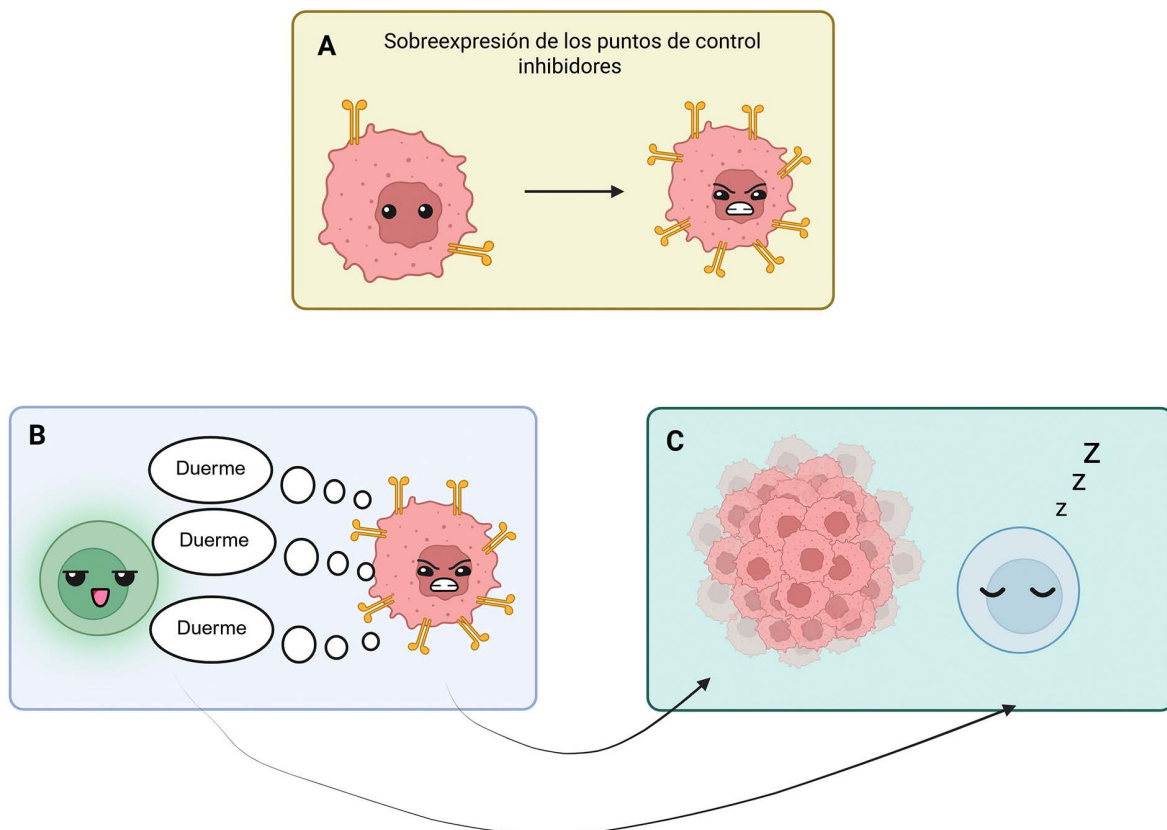 A
Sobreexpresión de los puntos de control
inhibidores
B
Duerme
Duerme
Duerme
C
Z
Z
z